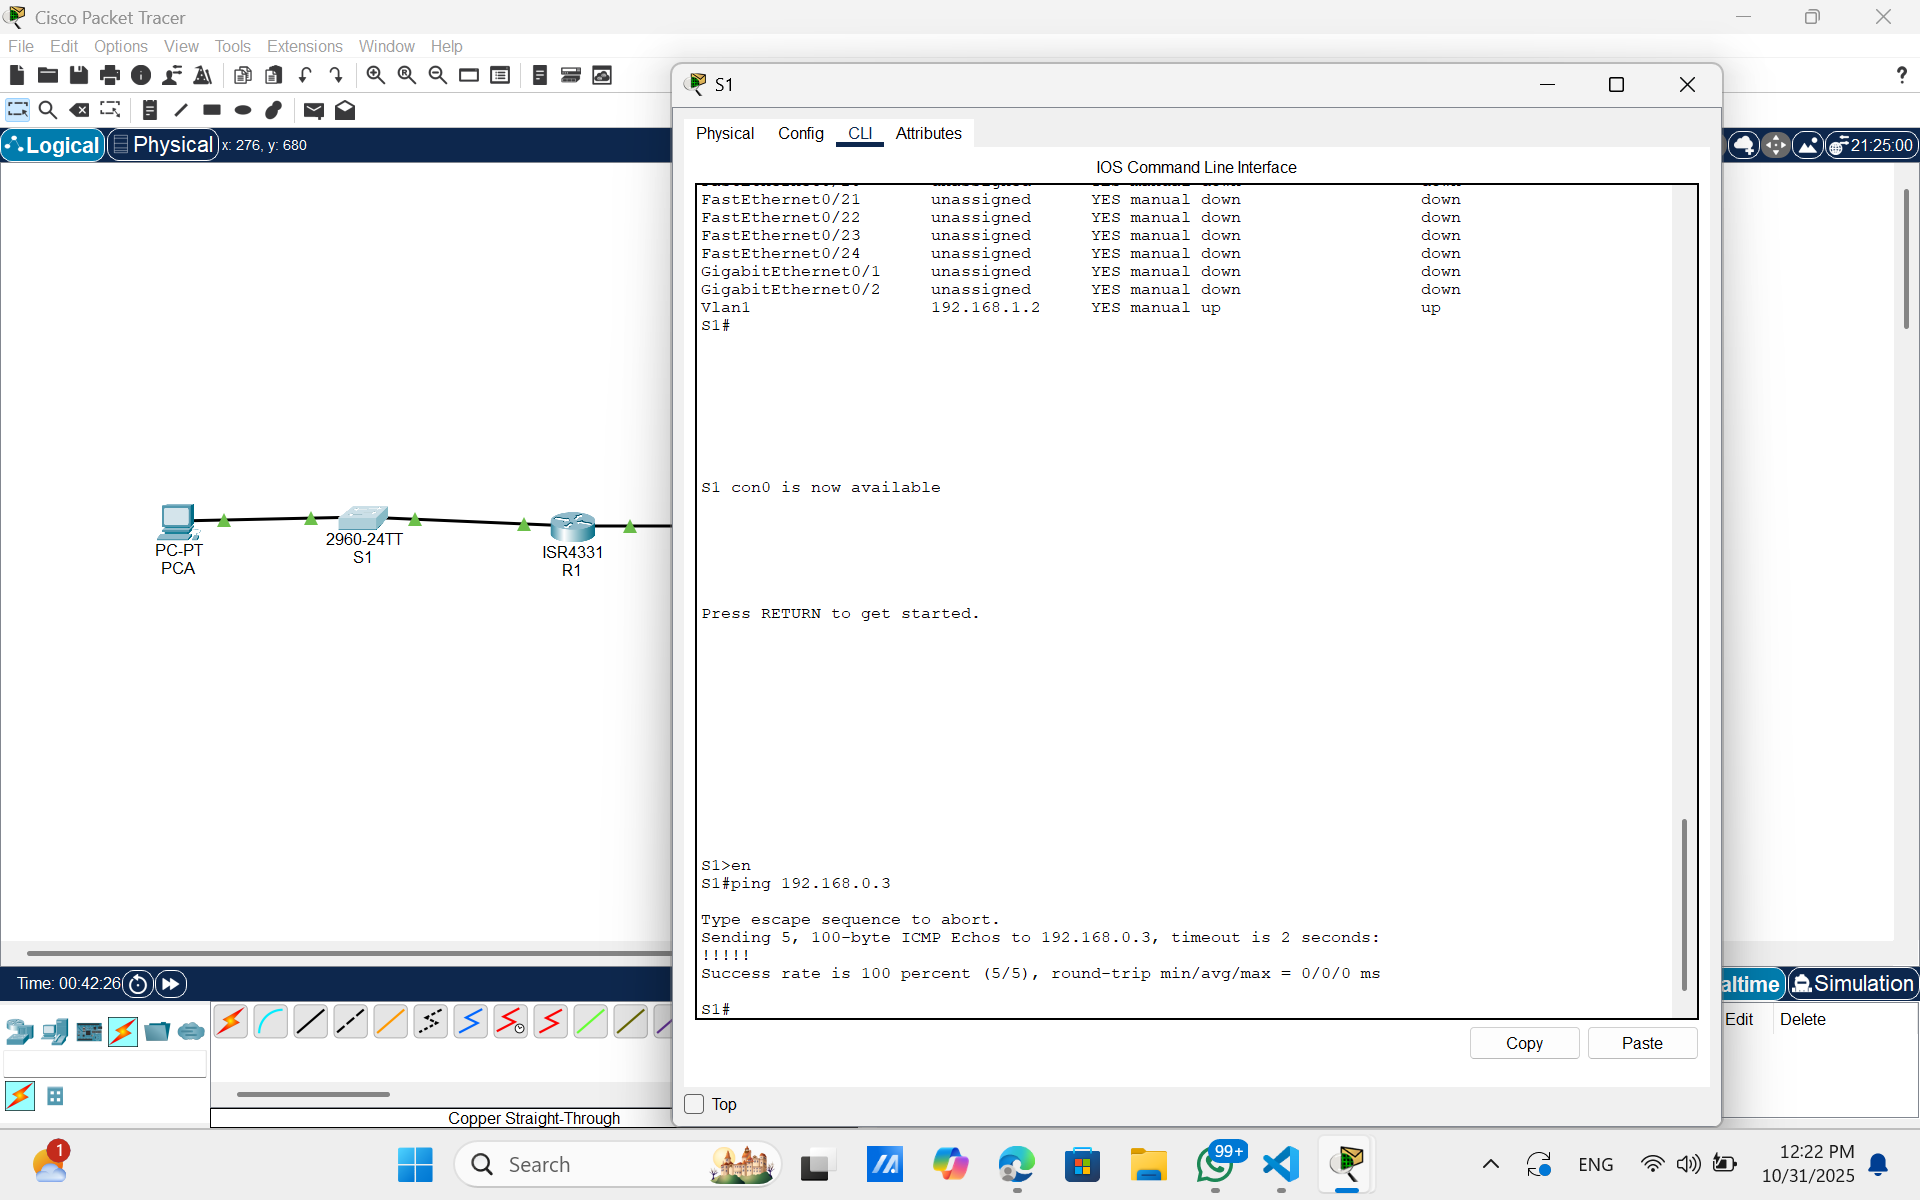 Cisco Packet Tracer
File Edit Options View Tools Extensions Window Help
?
Logical Physical x: 276, y: 680
21:25:00
PC-PT
PCA
2960-24TT
S1
ISR4331
R1
S1
Physical Config CLI Attributes
IOS Command Line Interface
FastEthernet0/21 unassigned YES manual down down
FastEthernet0/22 unassigned YES manual down down
FastEthernet0/23 unassigned YES manual down down
FastEthernet0/24 unassigned YES manual down down
GigabitEthernet0/1 unassigned YES manual down down
GigabitEthernet0/2 unassigned YES manual down down
Vlan1 192.168.1.2 YES manual up up
S1#
S1 con0 is now available
Press RETURN to get started.
S1>en
S1#ping 192.168.0.3
Type escape sequence to abort.
Sending 5, 100-byte ICMP Echos to 192.168.0.3, timeout is 2 seconds:
!!!!!
Success rate is 100 percent (5/5), round-trip min/avg/max = 0/0/0 ms
S1#
Copy Paste
Top
Time: 00:42:26
altime Simulation
Edit Delete
Copper Straight-Through
1
Search
99+
ENG
12:22 PM
10/31/2025